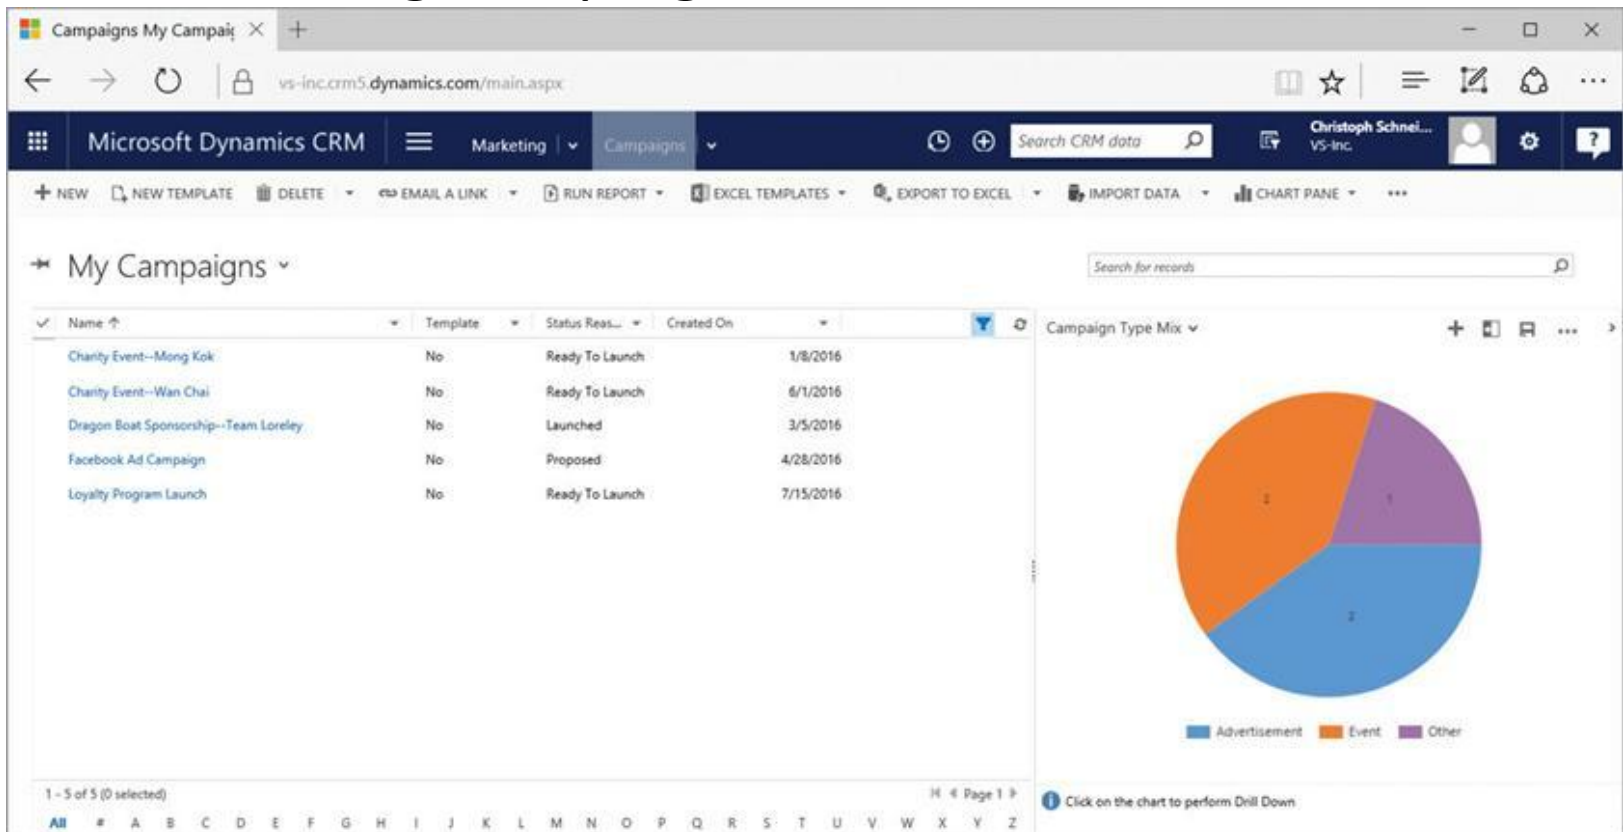 Campaigns My Campaig
vs-inc.crm5.dynamics.com/main.aspx
Microsoft Dynamics CRM
Marketing
Campaigns
Search CRM data
Christoph Schnei...
VS-Inc.
?
NEW
NEW TEMPLATE
DELETE
EMAIL A LINK
RUN REPORT
EXCEL TEMPLATES
EXPORT TO EXCEL
IMPORT DATA
CHART PANE
My Campaigns
Search for records
Name Template Status Reas... Created On
Charity Event--Mong Kok No Ready To Launch 1/8/2016
Charity Event--Wan Chai No Ready To Launch 6/1/2016
Dragon Boat Sponsorship--Team Loreley No Launched 3/5/2016
Facebook Ad Campaign No Proposed 4/28/2016
Loyalty Program Launch No Ready To Launch 7/15/2016
Campaign Type Mix
2
1
2
Advertisement Event Other
1 - 5 of 5 (0 selected)
Page 1
Click on the chart to perform Drill Down
All # A B C D E F G H I J K L M N O P Q R S T U V W X Y Z